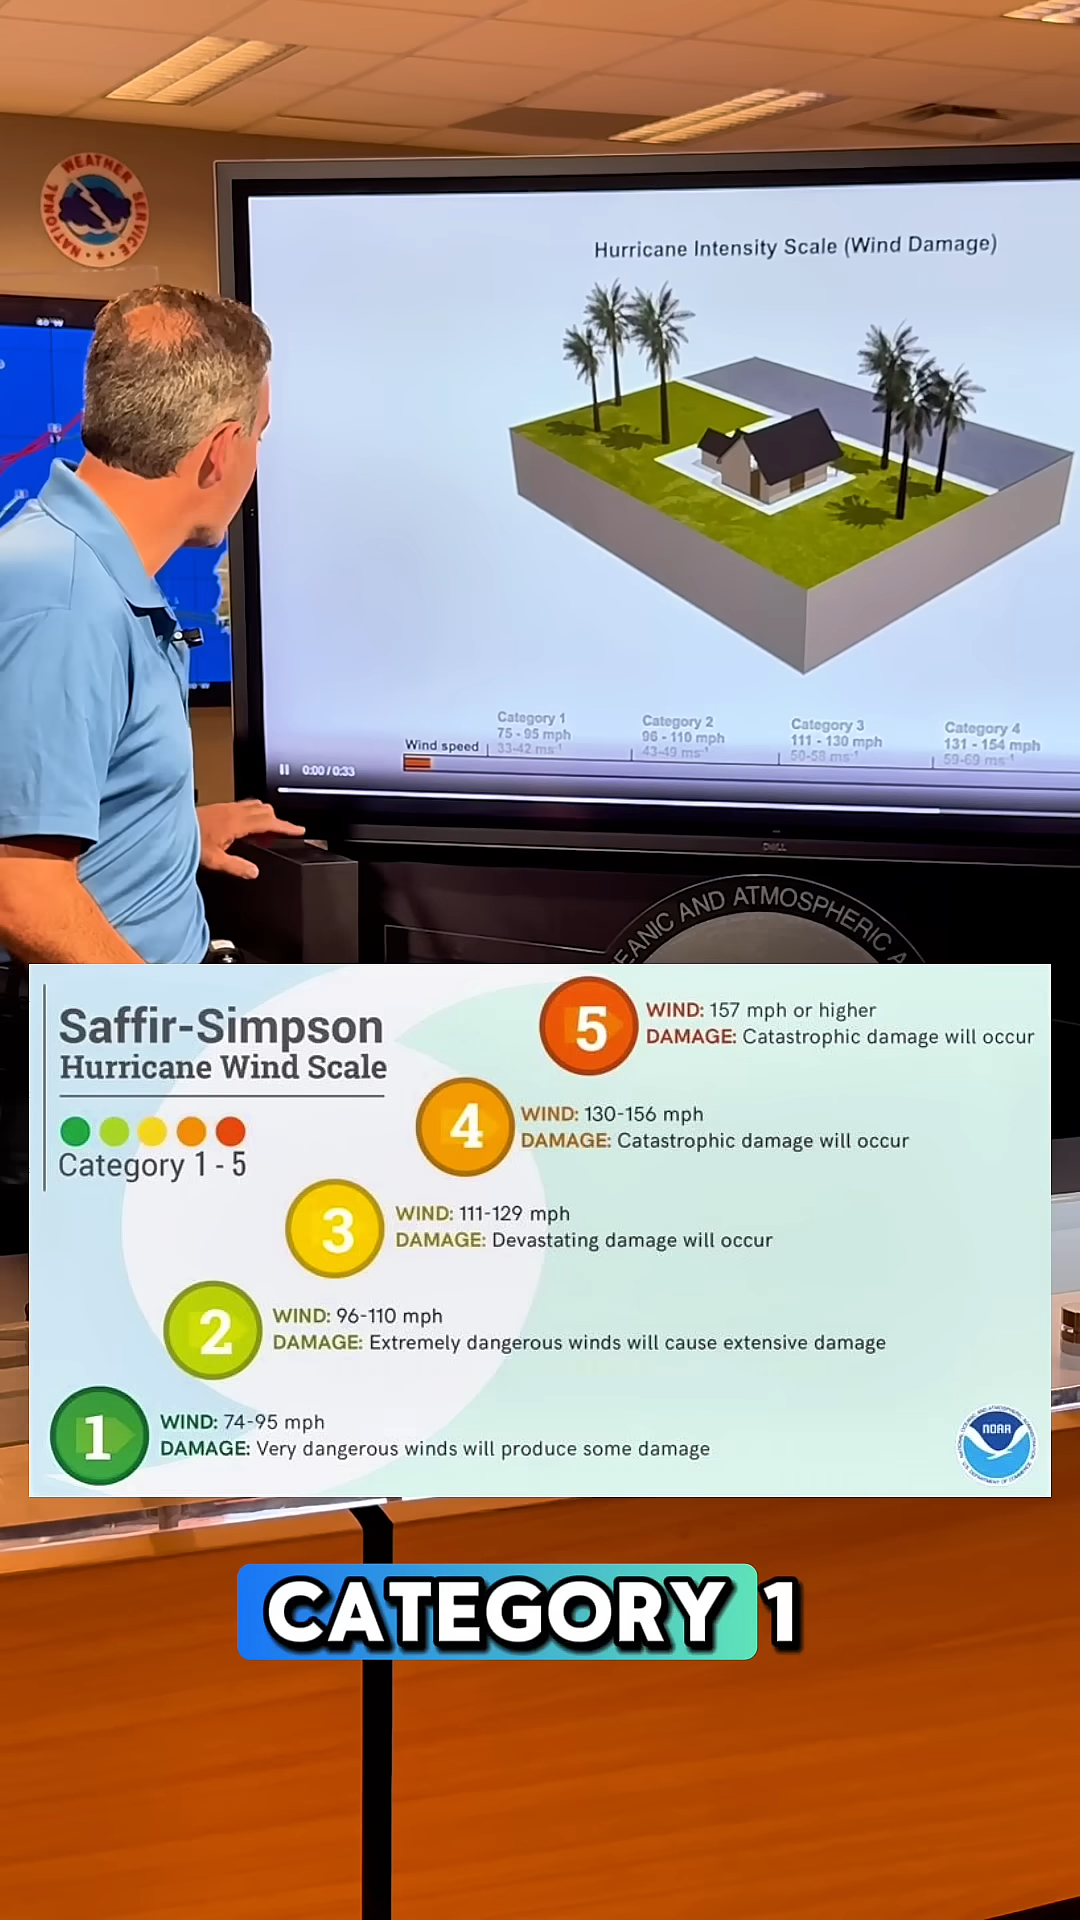 NATIONAL WEATHER SERVICE
Hurricane Intensity Scale (Wind Damage)
Category 1
75 - 95 mph
33-42 ms⁻¹
Category 2
96 - 110 mph
43-49 ms⁻¹
Category 3
111 - 130 mph
50-58 ms⁻¹
Category 4
131 - 154 mph
59-69 ms⁻¹
Wind speed
0:00 / 0:33
DELL
EANIC AND ATMOSPHERIC A
Saffir-Simpson
Hurricane Wind Scale
Category 1 - 5
5
WIND: 157 mph or higher
DAMAGE: Catastrophic damage will occur
4
WIND: 130-156 mph
DAMAGE: Catastrophic damage will occur
3
WIND: 111-129 mph
DAMAGE: Devastating damage will occur
2
WIND: 96-110 mph
DAMAGE: Extremely dangerous winds will cause extensive damage
1
WIND: 74-95 mph
DAMAGE: Very dangerous winds will produce some damage
NOAA
CATEGORY 1